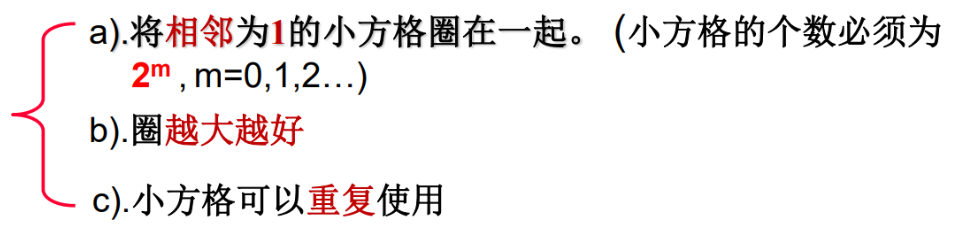 a).将相邻为1的小方格圈在一起。(小方格的个数必须为
2ᵐ , m=0,1,2…)
b).圈越大越好
c).小方格可以重复使用